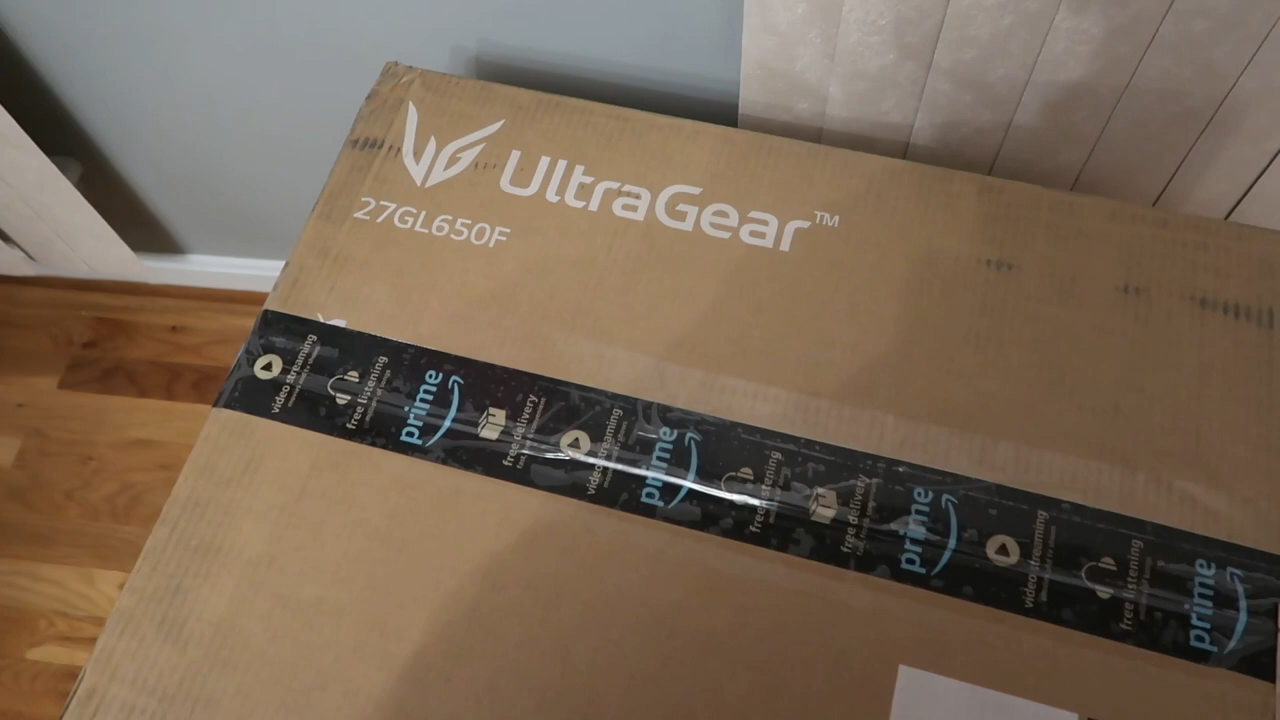 UltraGear™
27GL650F
video streaming
free listening
prime
free delivery
video streaming
prime
free listening
free delivery
prime
video streaming
free listening
prime